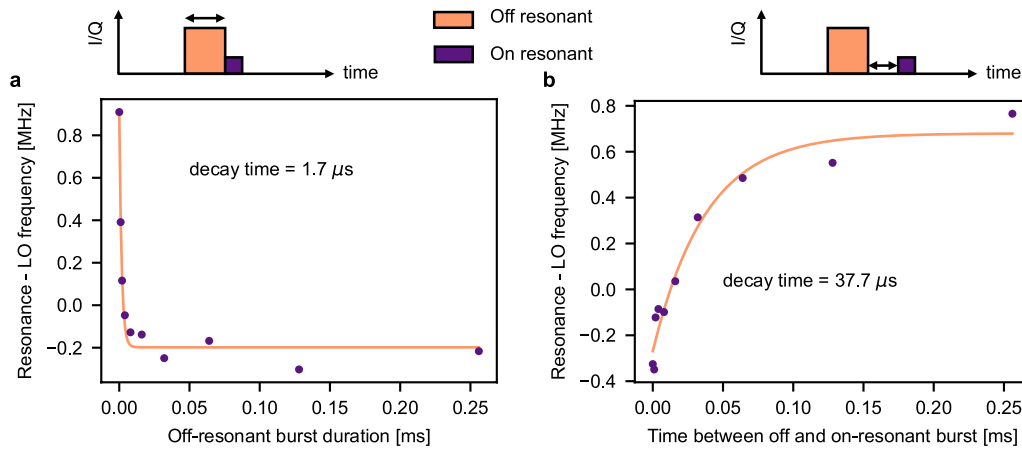 I/Q
time
Off resonant
On resonant
I/Q
time
a
Resonance - LO frequency [MHz]
0.8
0.6
0.4
0.2
0.0
−0.2
decay time = 1.7 μs
0.00
0.05
0.10
0.15
0.20
0.25
Off-resonant burst duration [ms]
b
Resonance - LO frequency [MHz]
0.8
0.6
0.4
0.2
0.0
−0.2
−0.4
decay time = 37.7 μs
0.00
0.05
0.10
0.15
0.20
0.25
Time between off and on-resonant burst [ms]